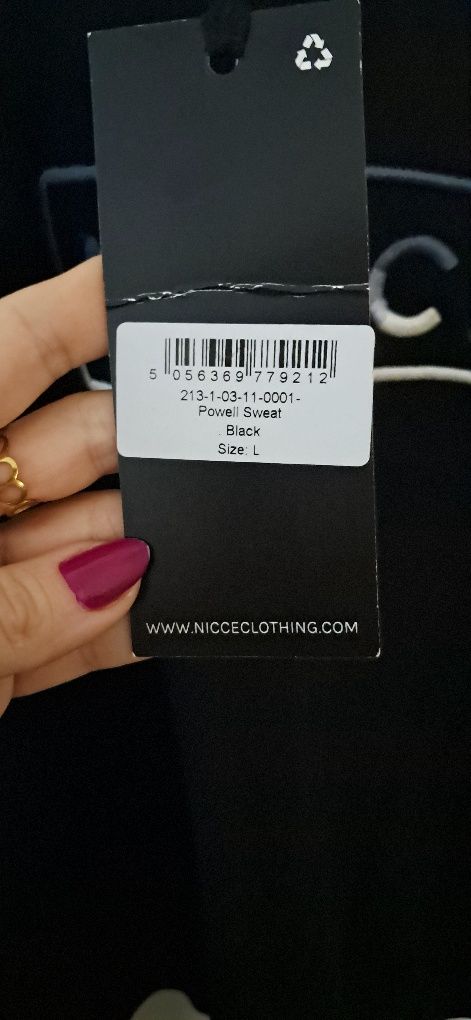 C
5 056369 779212
213-1-03-11-0001-
Powell Sweat
. Black
Size: L
WWW.NICCECLOTHING.COM